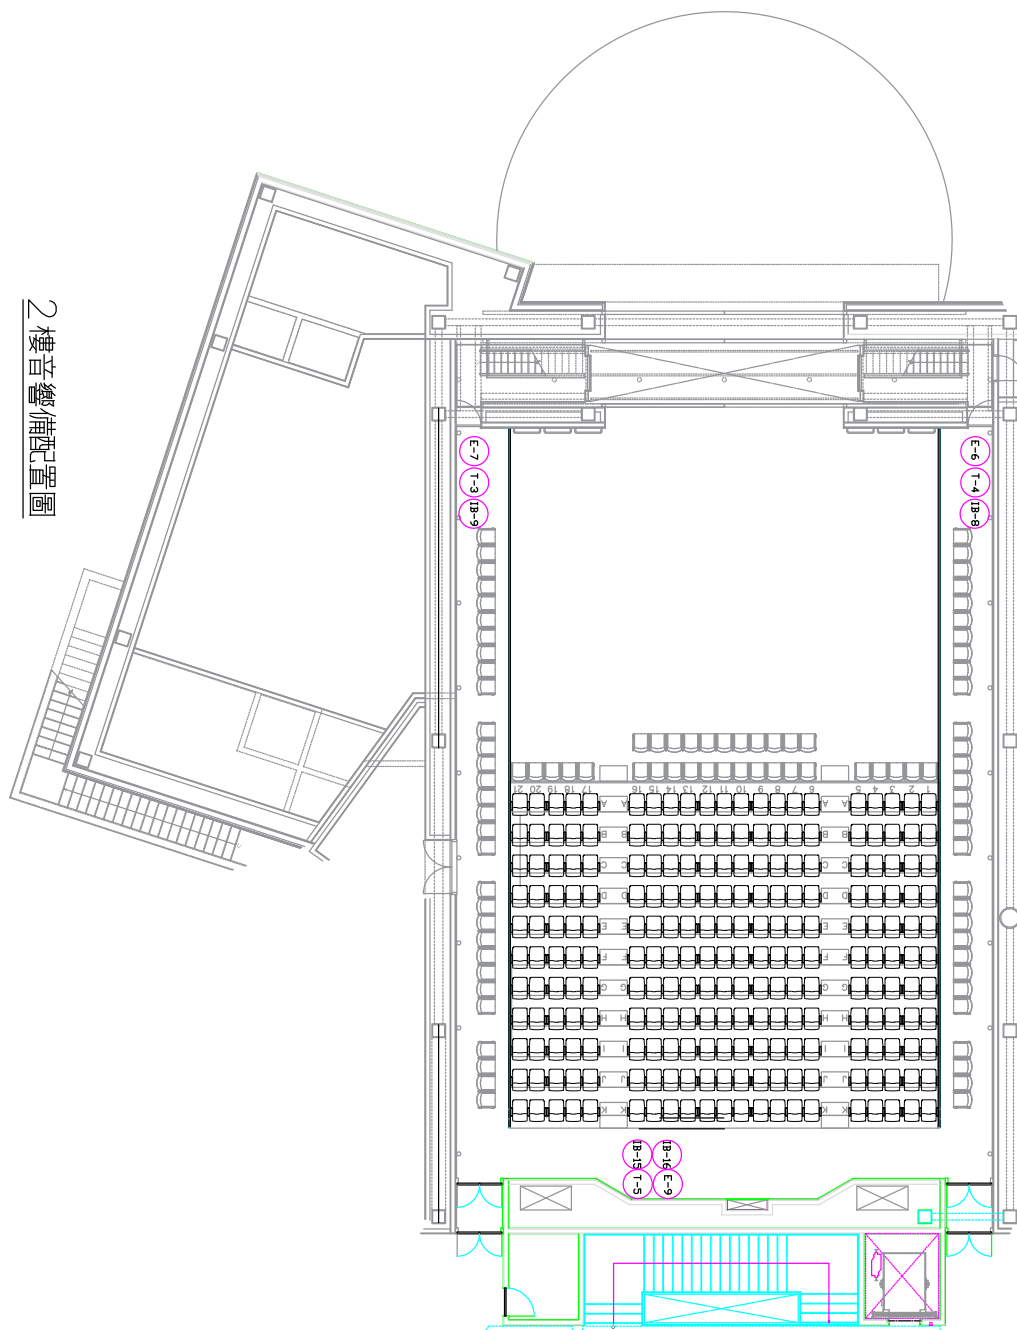 2樓音響備配置圖
E-7
T-3
IB-9
E-6
T-4
IB-8
21 20 19 18 17 16 15 14 13 12 11 10 9 8 7 6 5 4 3 2 1
A A A
B B B
C C C
D D D
E E E
F F F
G G G
H H H
I I I
J J J
K K K
IB-15 IB-16
T-5 E-9